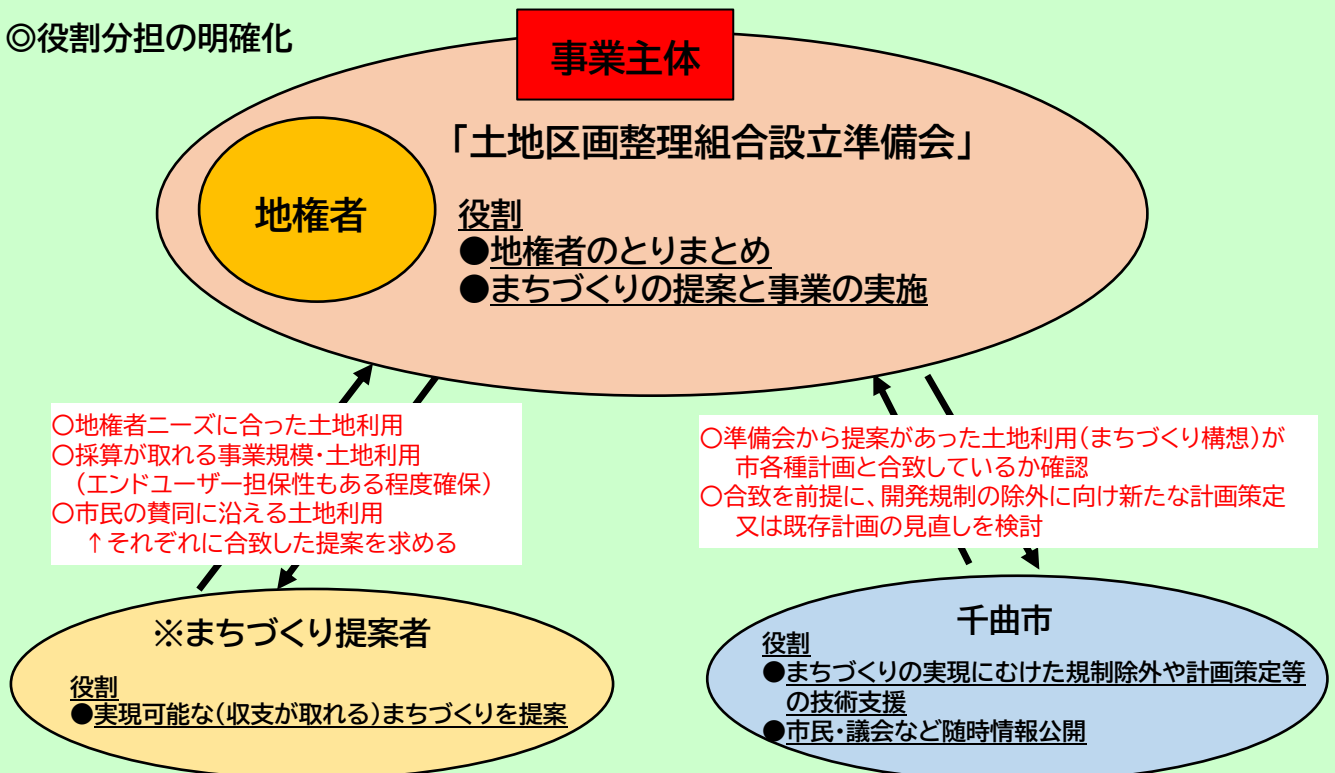 ◎役割分担の明確化
事業主体
「土地区画整理組合設立準備会」
地権者
役割
●地権者のとりまとめ
●まちづくりの提案と事業の実施
○地権者ニーズに合った土地利用
○採算が取れる事業規模・土地利用
（エンドユーザー担保性もある程度確保）
○市民の賛同に沿える土地利用
↑それぞれに合致した提案を求める
○準備会から提案があった土地利用（まちづくり構想）が
市各種計画と合致しているか確認
○合致を前提に、開発規制の除外に向け新たな計画策定
又は既存計画の見直しを検討
※まちづくり提案者
役割
●実現可能な（収支が取れる）まちづくりを提案
千曲市
役割
●まちづくりの実現にむけた規制除外や計画策定等
の技術支援
●市民・議会など随時情報公開